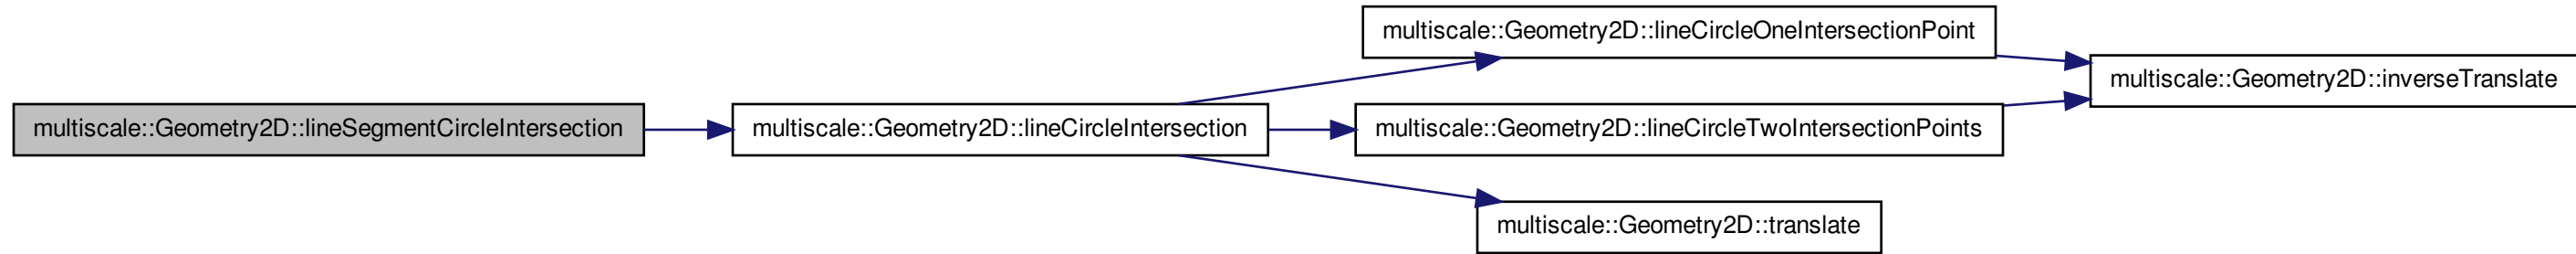 multiscale::Geometry2D::lineSegmentCircleIntersection
multiscale::Geometry2D::lineCircleIntersection
multiscale::Geometry2D::lineCircleOneIntersectionPoint
multiscale::Geometry2D::lineCircleTwoIntersectionPoints
multiscale::Geometry2D::translate
multiscale::Geometry2D::inverseTranslate